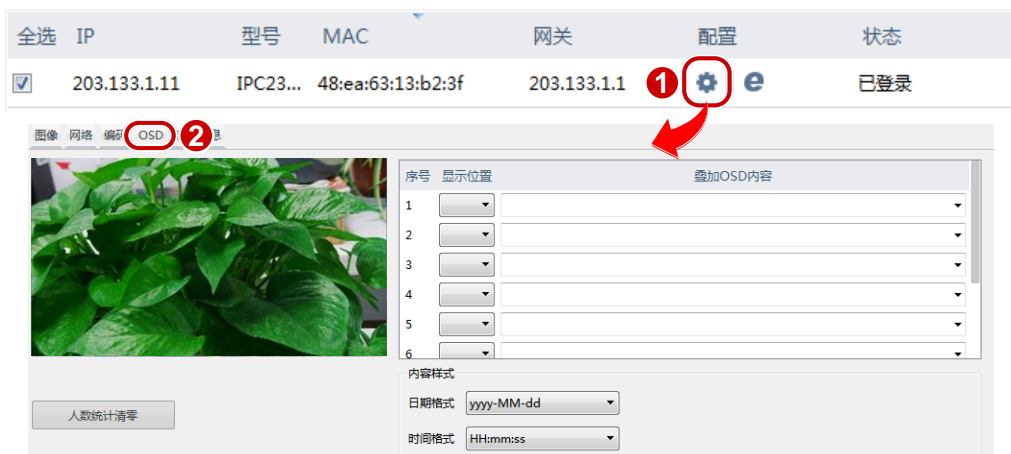 全选 IP 型号 MAC 网关 配置 状态
203.133.1.11 IPC23... 48:ea:63:13:b2:3f 203.133.1.1 1 已登录
图像 网络 OSD 2
序号 显示位置 叠加OSD内容
1
2
3
4
5
6
内容样式
日期格式 yyyy-MM-dd
人数统计清零
时间格式 HH:mm:ss